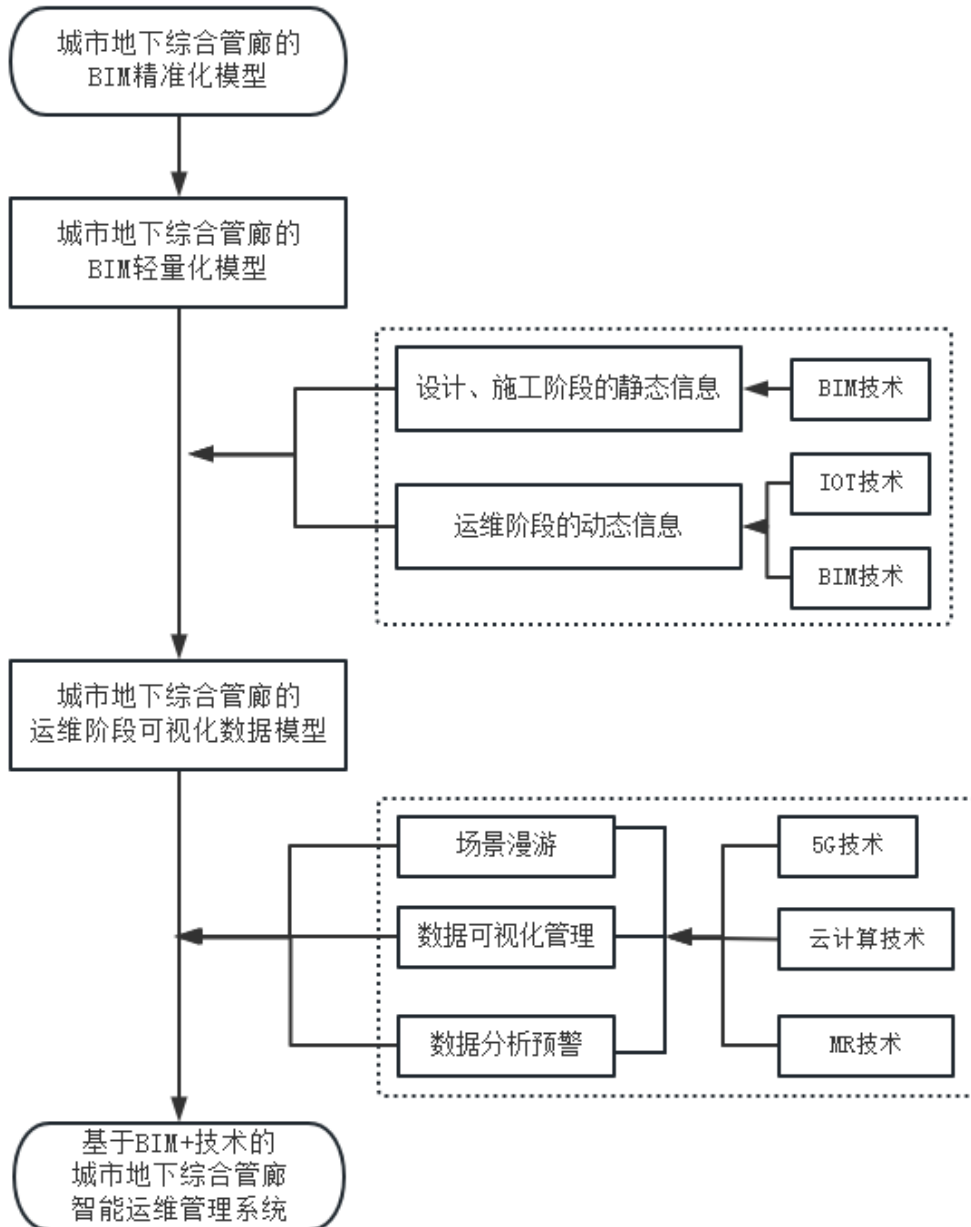 城市地下综合管廊的
BIM精准化模型
城市地下综合管廊的
BIM轻量化模型
设计、施工阶段的静态信息
BIM技术
IOT技术
运维阶段的动态信息
BIM技术
城市地下综合管廊的
运维阶段可视化数据模型
场景漫游
5G技术
数据可视化管理
云计算技术
数据分析预警
MR技术
基于BIM+技术的
城市地下综合管廊
智能运维管理系统